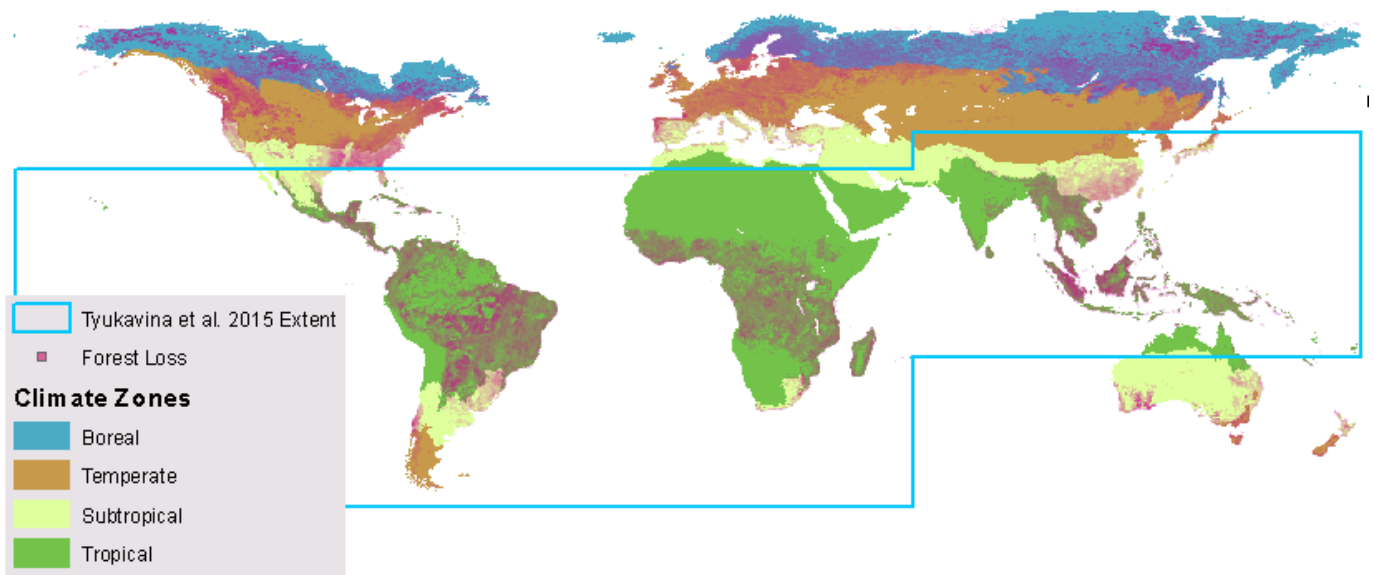 Tyukavina et al. 2015 Extent
Forest Loss
Climate Zones
Boreal
Temperate
Subtropical
Tropical